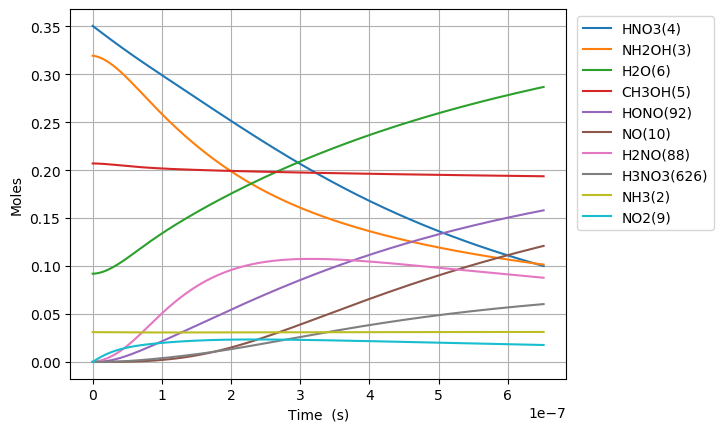 0.35
0.30
0.25
0.20
0.15
0.10
0.05
0.00
Moles
0 1 2 3 4 5 6
1e−7
Time (s)
HNO3(4)
NH2OH(3)
H2O(6)
CH3OH(5)
HONO(92)
NO(10)
H2NO(88)
H3NO3(626)
NH3(2)
NO2(9)